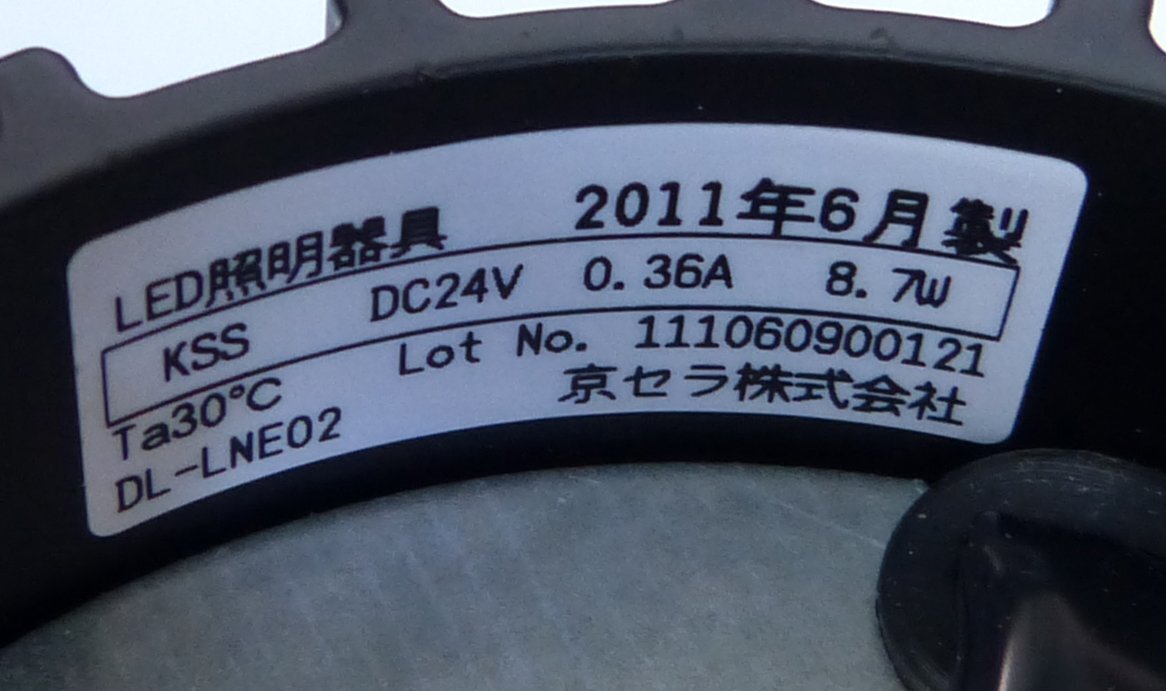 LED照明器具 2011年6月製
KSS DC24V 0.36A 8.7W
Ta30℃ Lot No. 111060900121
DL-LNE02 京セラ株式会社